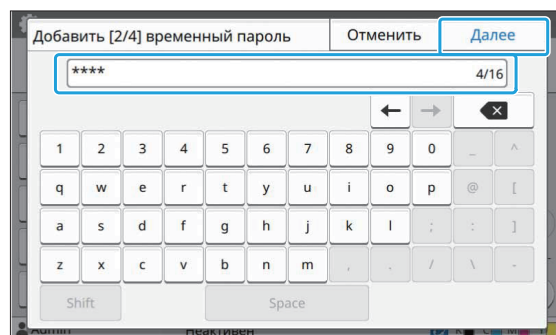 Добавить [2/4] временный пароль Отменить Далее
**** 4/16
← →
1 2 3 4 5 6 7 8 9 0 _ ^
q w e r t y u i o p @ [
a s d f g h j k l ; : ]
z x c v b n m , . / \ -
Shift Space
Admin Неактивен